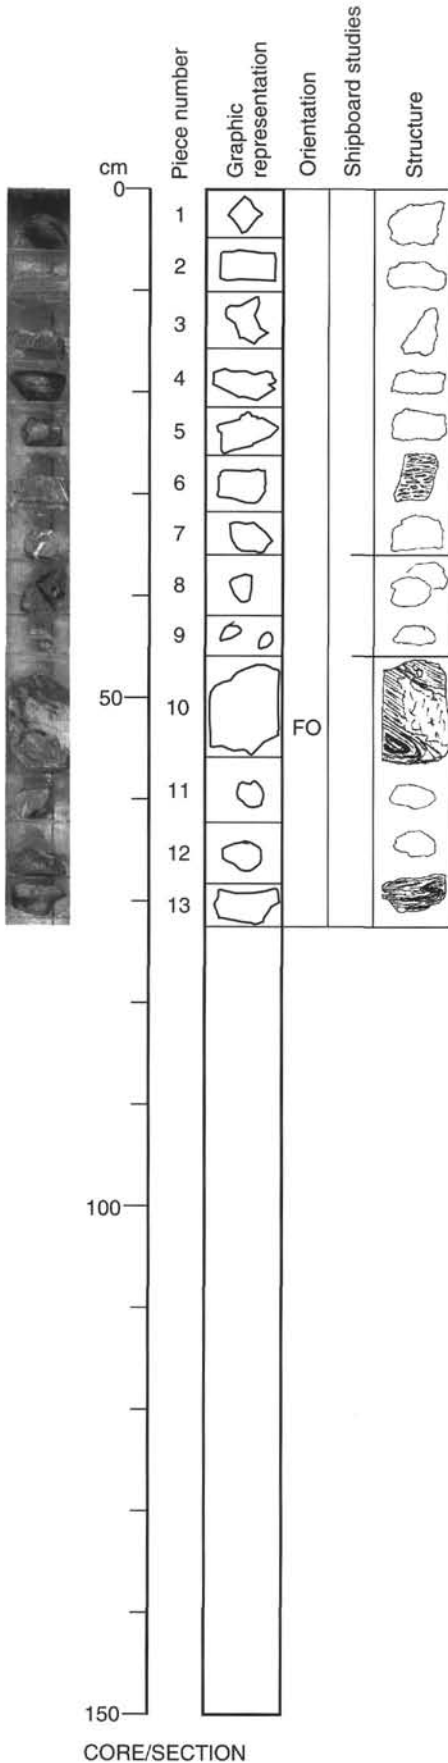 cm
Piece number
Graphic representation
Orientation
Shipboard studies
Structure
0
1
2
3
4
5
6
7
8
9
50
10
FO
11
12
13
100
150
CORE/SECTION